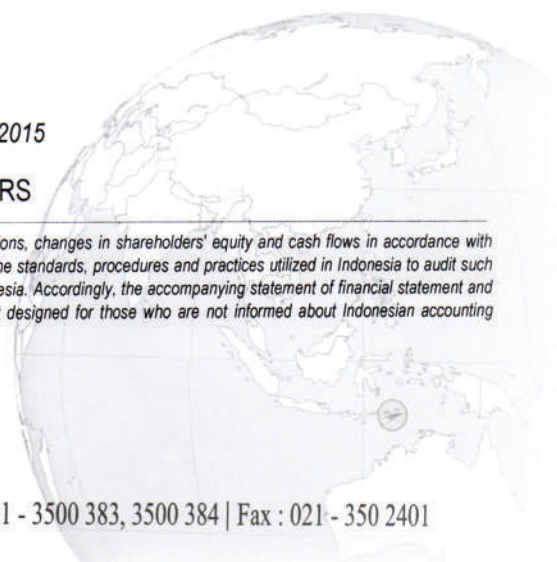 2015
RS
ons, changes in shareholders' equity and cash flows in accordance with
e standards, procedures and practices utilized in Indonesia to audit such
esia. Accordingly, the accompanying statement of financial statement and
designed for those who are not informed about Indonesian accounting
1 - 3500 383, 3500 384 | Fax : 021 - 350 2401